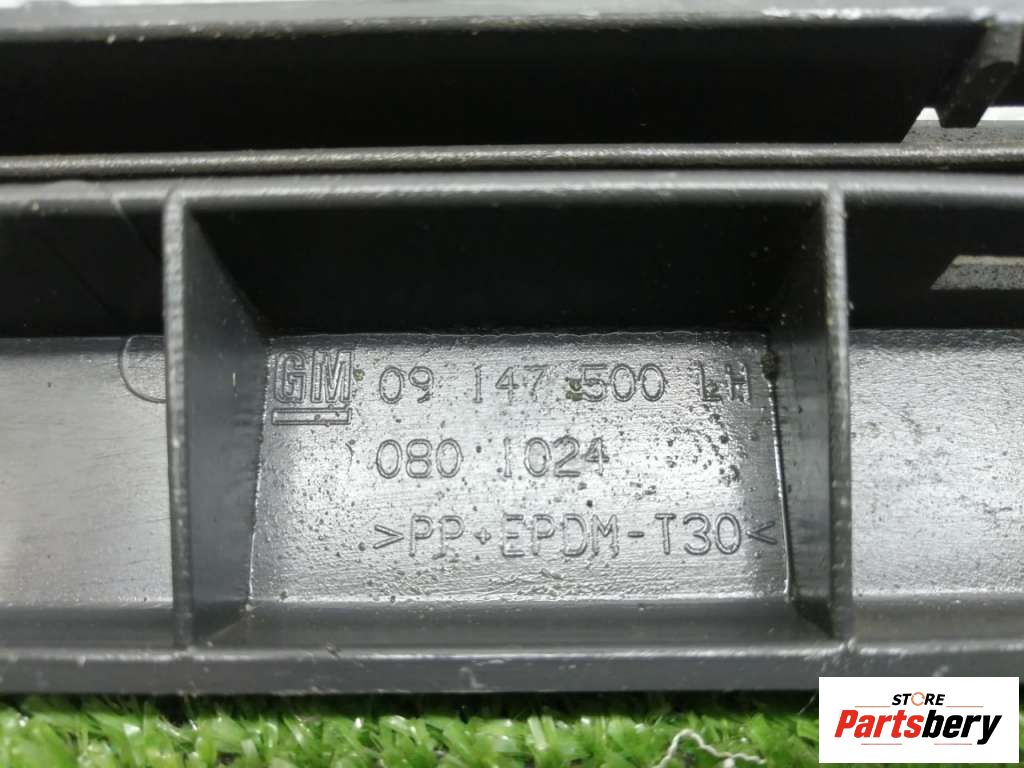 GM 09 147 500 LH
080 1024
>PP+EPDM-T30<
STORE
Partsbery